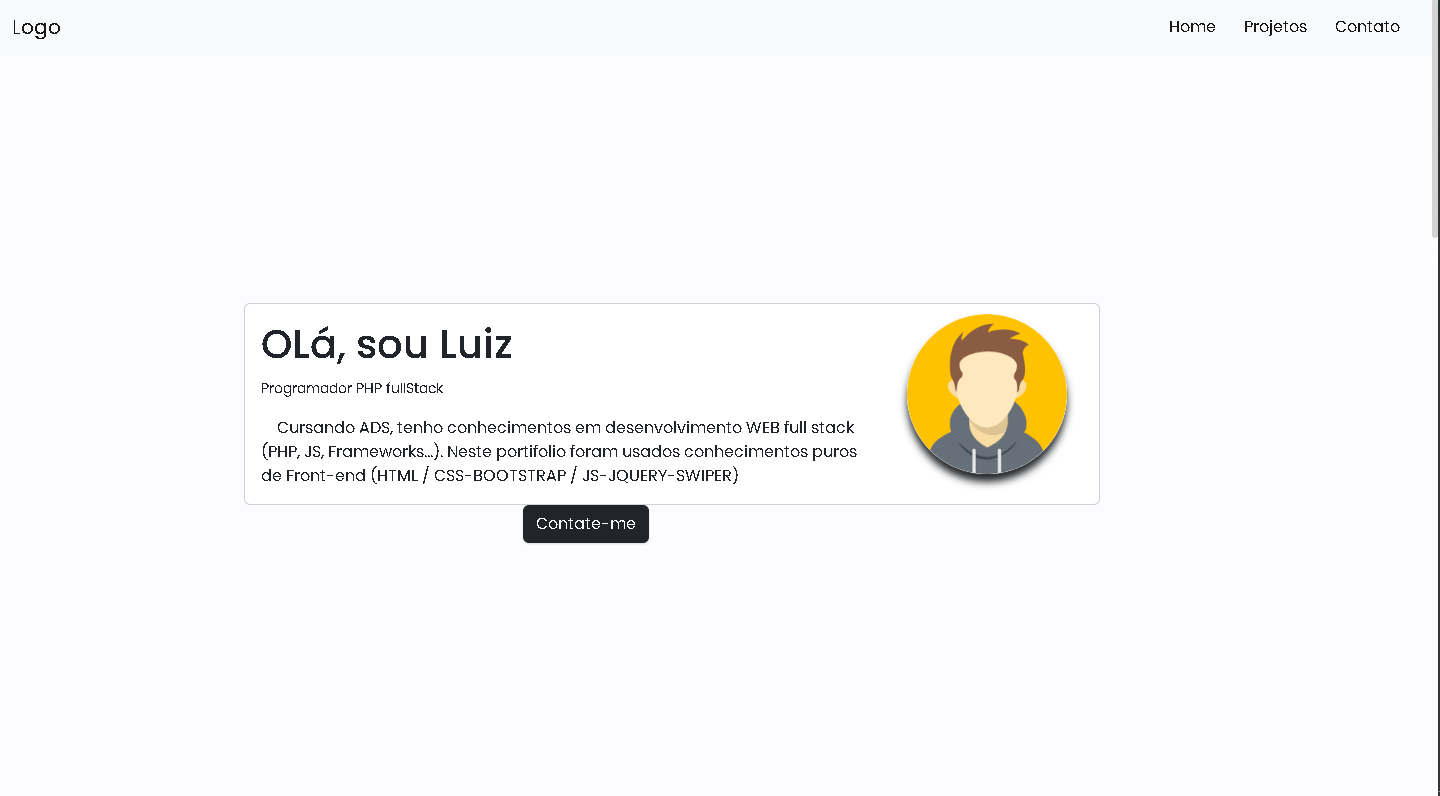 Logo
Home Projetos Contato
OLá, sou Luiz
Programador PHP fullStack
Cursando ADS, tenho conhecimentos em desenvolvimento WEB full stack
(PHP, JS, Frameworks...). Neste portifolio foram usados conhecimentos puros
de Front-end (HTML / CSS-BOOTSTRAP / JS-JQUERY-SWIPER)
Contate-me